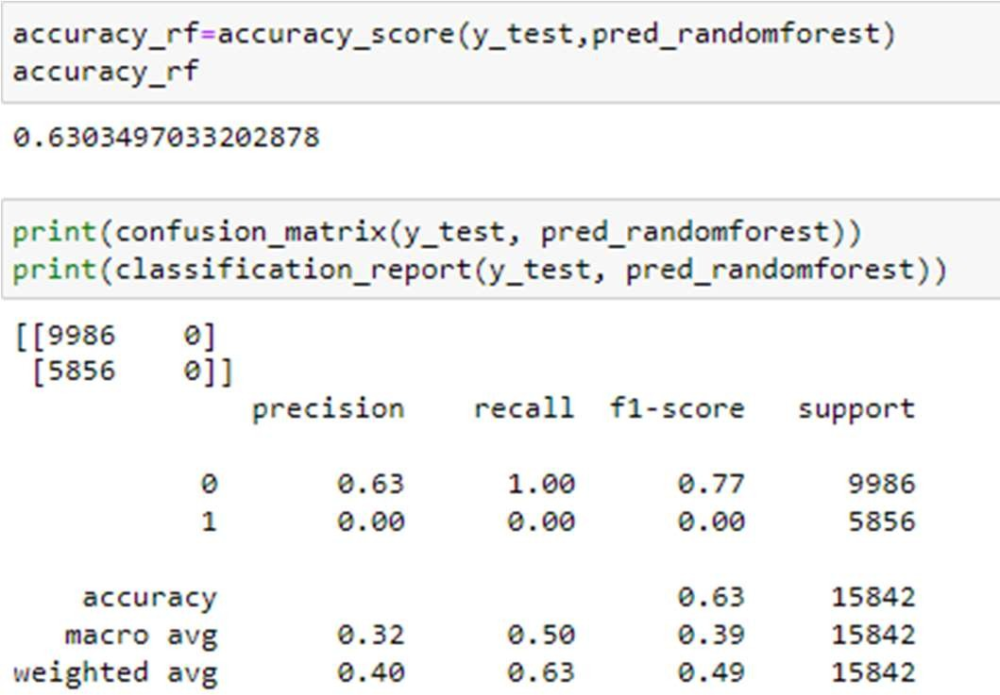 accuracy_rf=accuracy_score(y_test,pred_randomforest)
accuracy_rf
0.6303497033202878
print(confusion_matrix(y_test, pred_randomforest))
print(classification_report(y_test, pred_randomforest))
[[9986    0]
 [5856    0]]
              precision    recall  f1-score   support
           0       0.63      1.00      0.77      9986
           1       0.00      0.00      0.00      5856
    accuracy                           0.63     15842
   macro avg       0.32      0.50      0.39     15842
weighted avg       0.40      0.63      0.49     15842